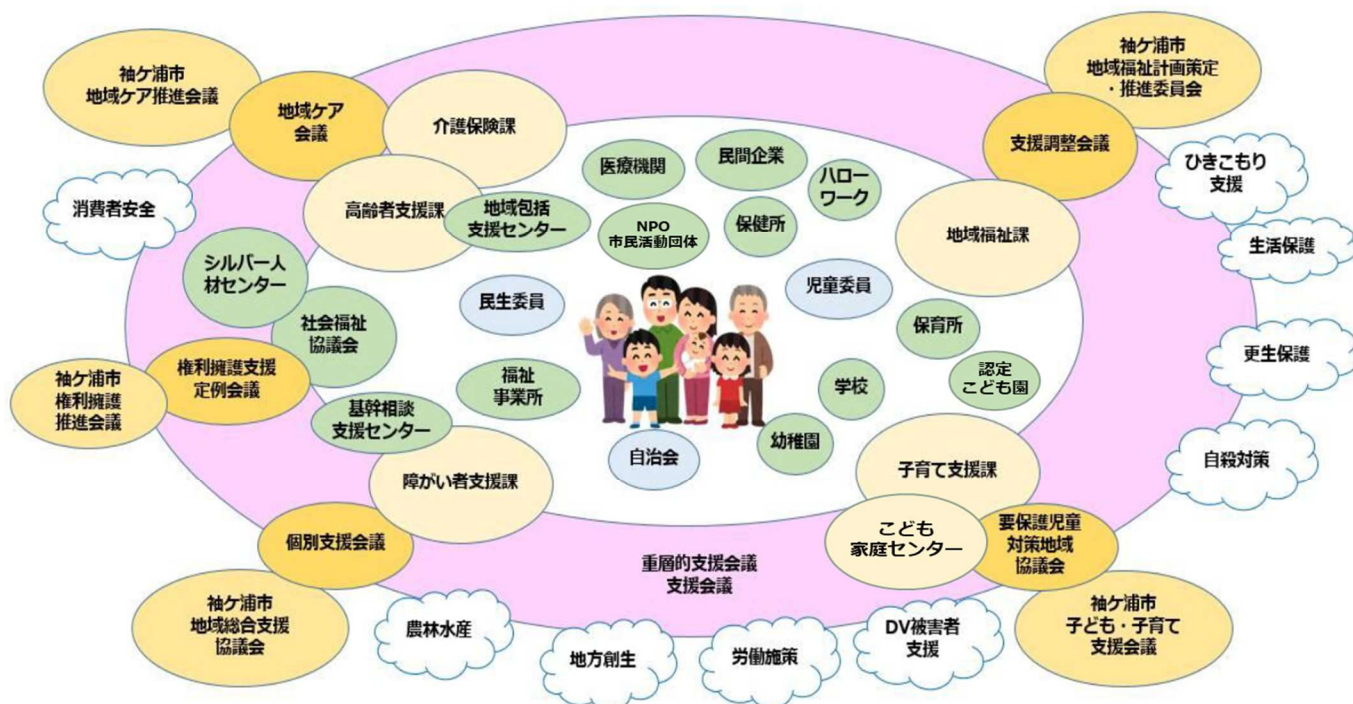 袖ケ浦市
地域ケア推進会議
地域ケア
会議
介護保険課
高齢者支援課
地域包括
支援センター
医療機関
民間企業
ハロー
ワーク
NPO
市民活動団体
保健所
袖ケ浦市
地域福祉計画策定
・推進委員会
支援調整会議
ひきこもり
支援
地域福祉課
生活保護
消費者安全
シルバー人
材センター
社会福祉
協議会
民生委員
児童委員
保育所
更生保護
権利擁護支援
定例会議
袖ケ浦市
権利擁護
推進会議
福祉
事業所
学校
認定
こども園
基幹相談
支援センター
自治会
幼稚園
障がい者支援課
子育て支援課
自殺対策
個別支援会議
こども
家庭センター
要保護児童
対策地域
協議会
重層的支援会議
支援会議
袖ケ浦市
地域総合支援
協議会
農林水産
地方創生
労働施策
DV被害者
支援
袖ケ浦市
子ども・子育て
支援会議